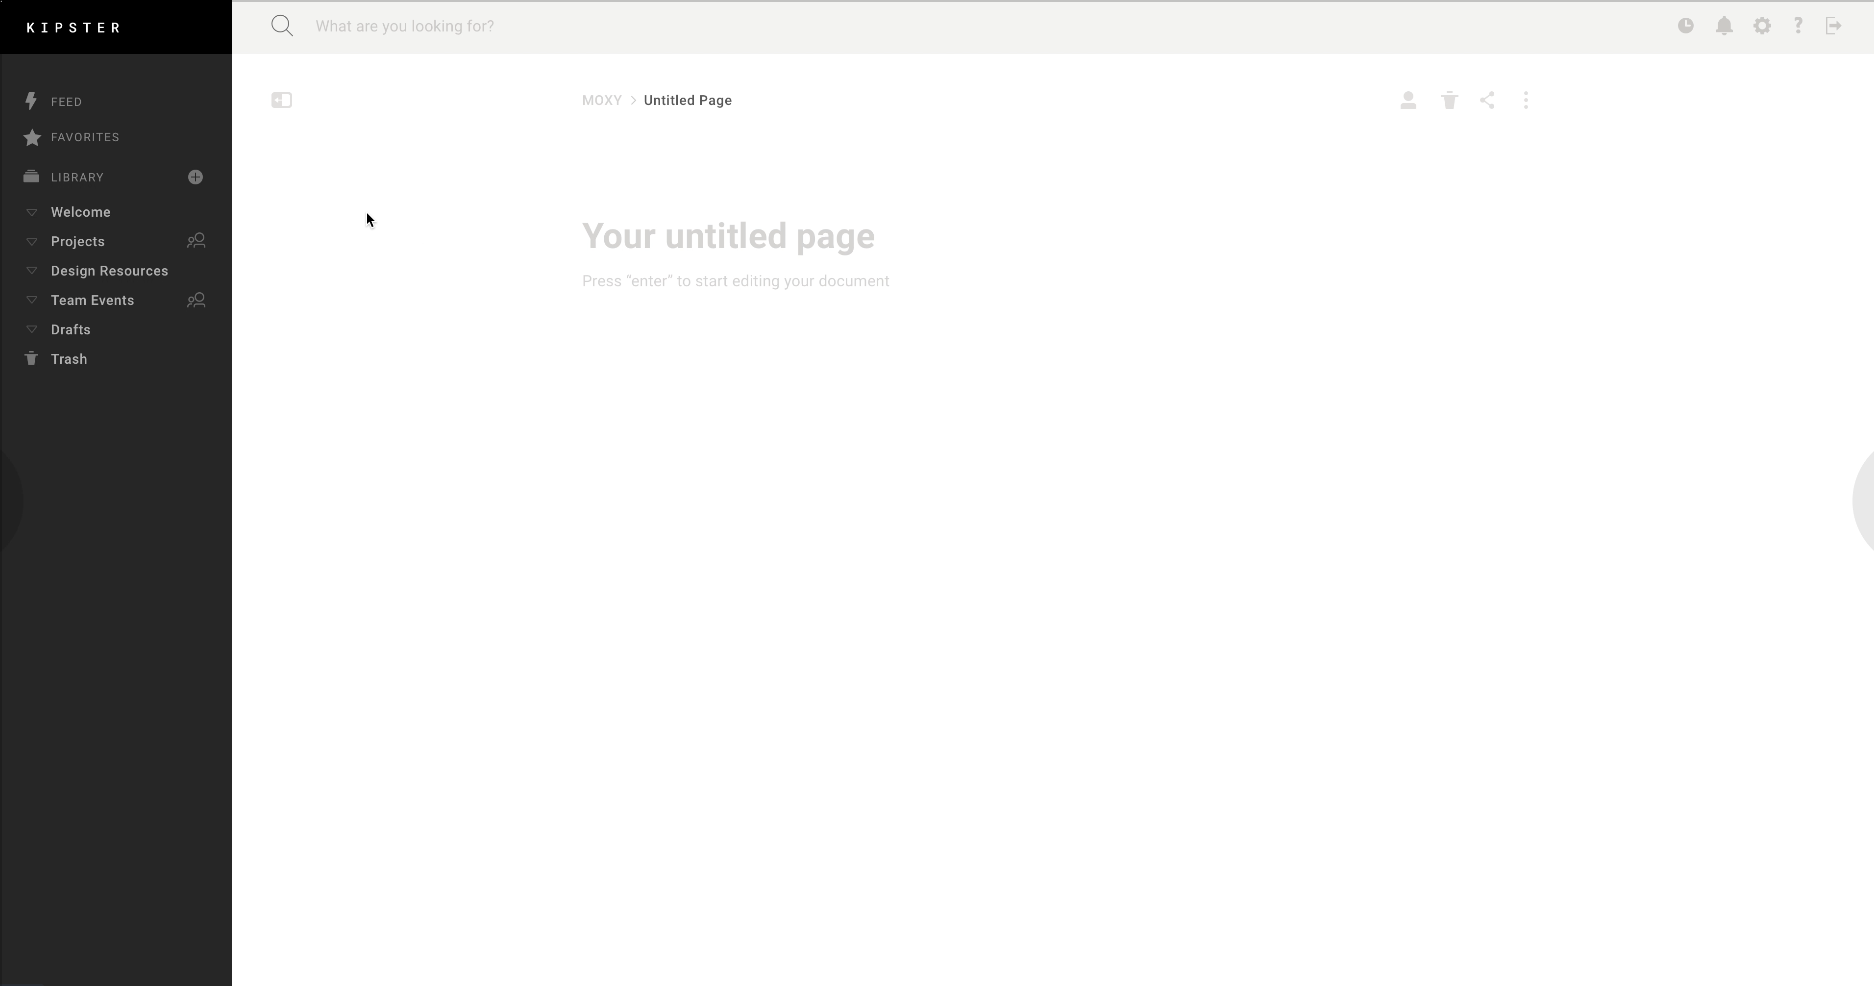 KIPSTER
What are you looking for?
FEED
FAVORITES
LIBRARY
Welcome
Projects
Design Resources
Team Events
Drafts
Trash
MOXY > Untitled Page
Your untitled page
Press “enter” to start editing your document